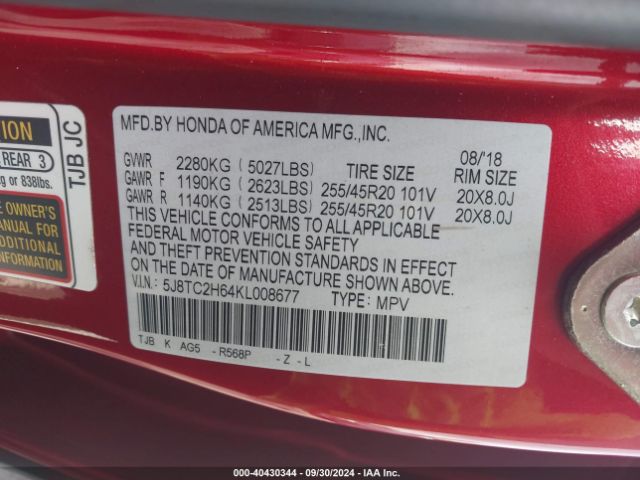 ION
REAR 3
g or 838lbs.
TJB JC
E OWNER'S
MANUAL FOR
ADDITIONAL
INFORMATION
MFD.BY HONDA OF AMERICA MFG.,INC.
08/'18
GVWR 2280KG (5027LBS) TIRE SIZE RIM SIZE
GAWR F 1190KG (2623LBS) 255/45R20 101V 20X8.0J
GAWR R 1140KG (2513LBS) 255/45R20 101V 20X8.0J
THIS VEHICLE CONFORMS TO ALL APPLICABLE
FEDERAL MOTOR VEHICLE SAFETY
AND THEFT PREVENTION STANDARDS IN EFFECT
ON THE DATE OF MANUFACTURE SHOWN ABOVE.
V.I.N.: 5J8TC2H64KL008677 TYPE: MPV
TJB K AG5 -R568P -Z-L
© - 40430344 - 09/30/2024 - IAA Inc.